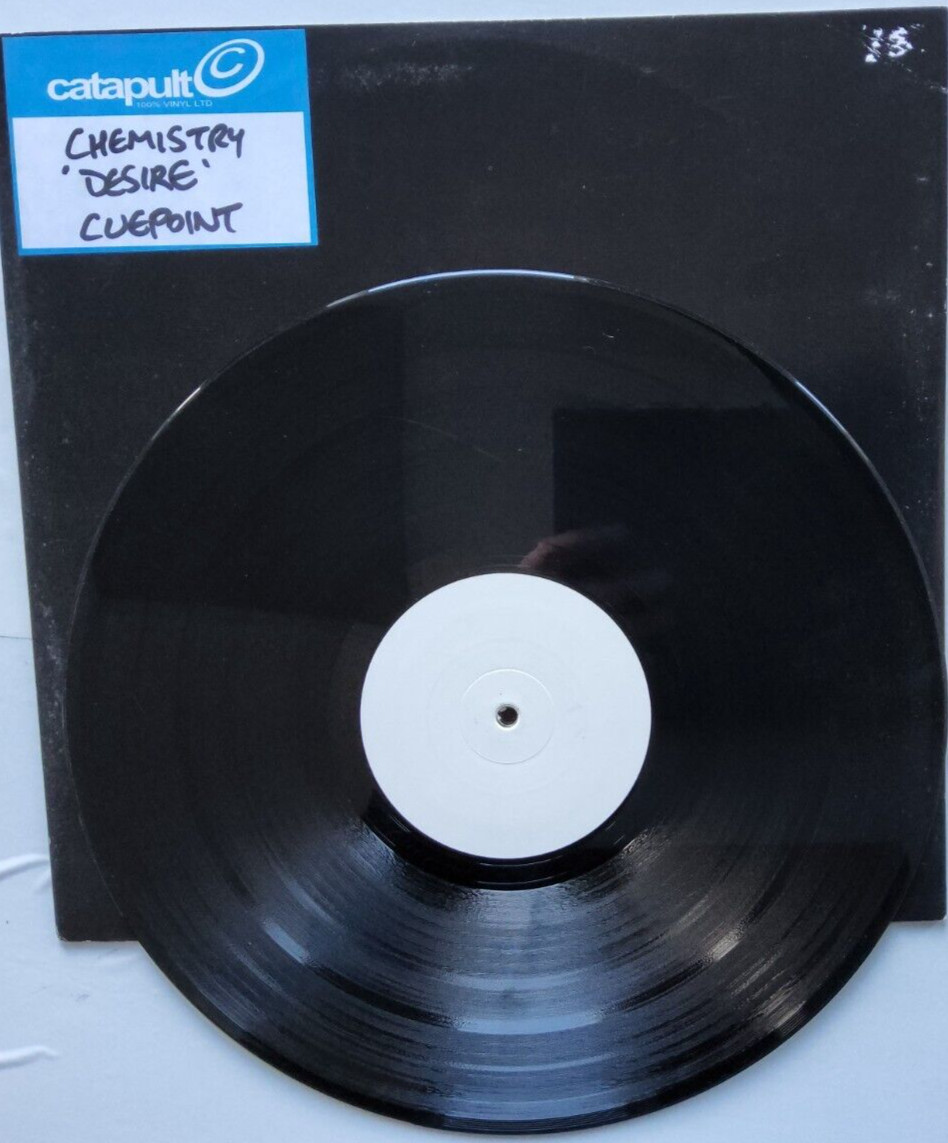 catapult C
100% VINYL LTD
CHEMISTRY
'DESIRE'
CUEPOINT